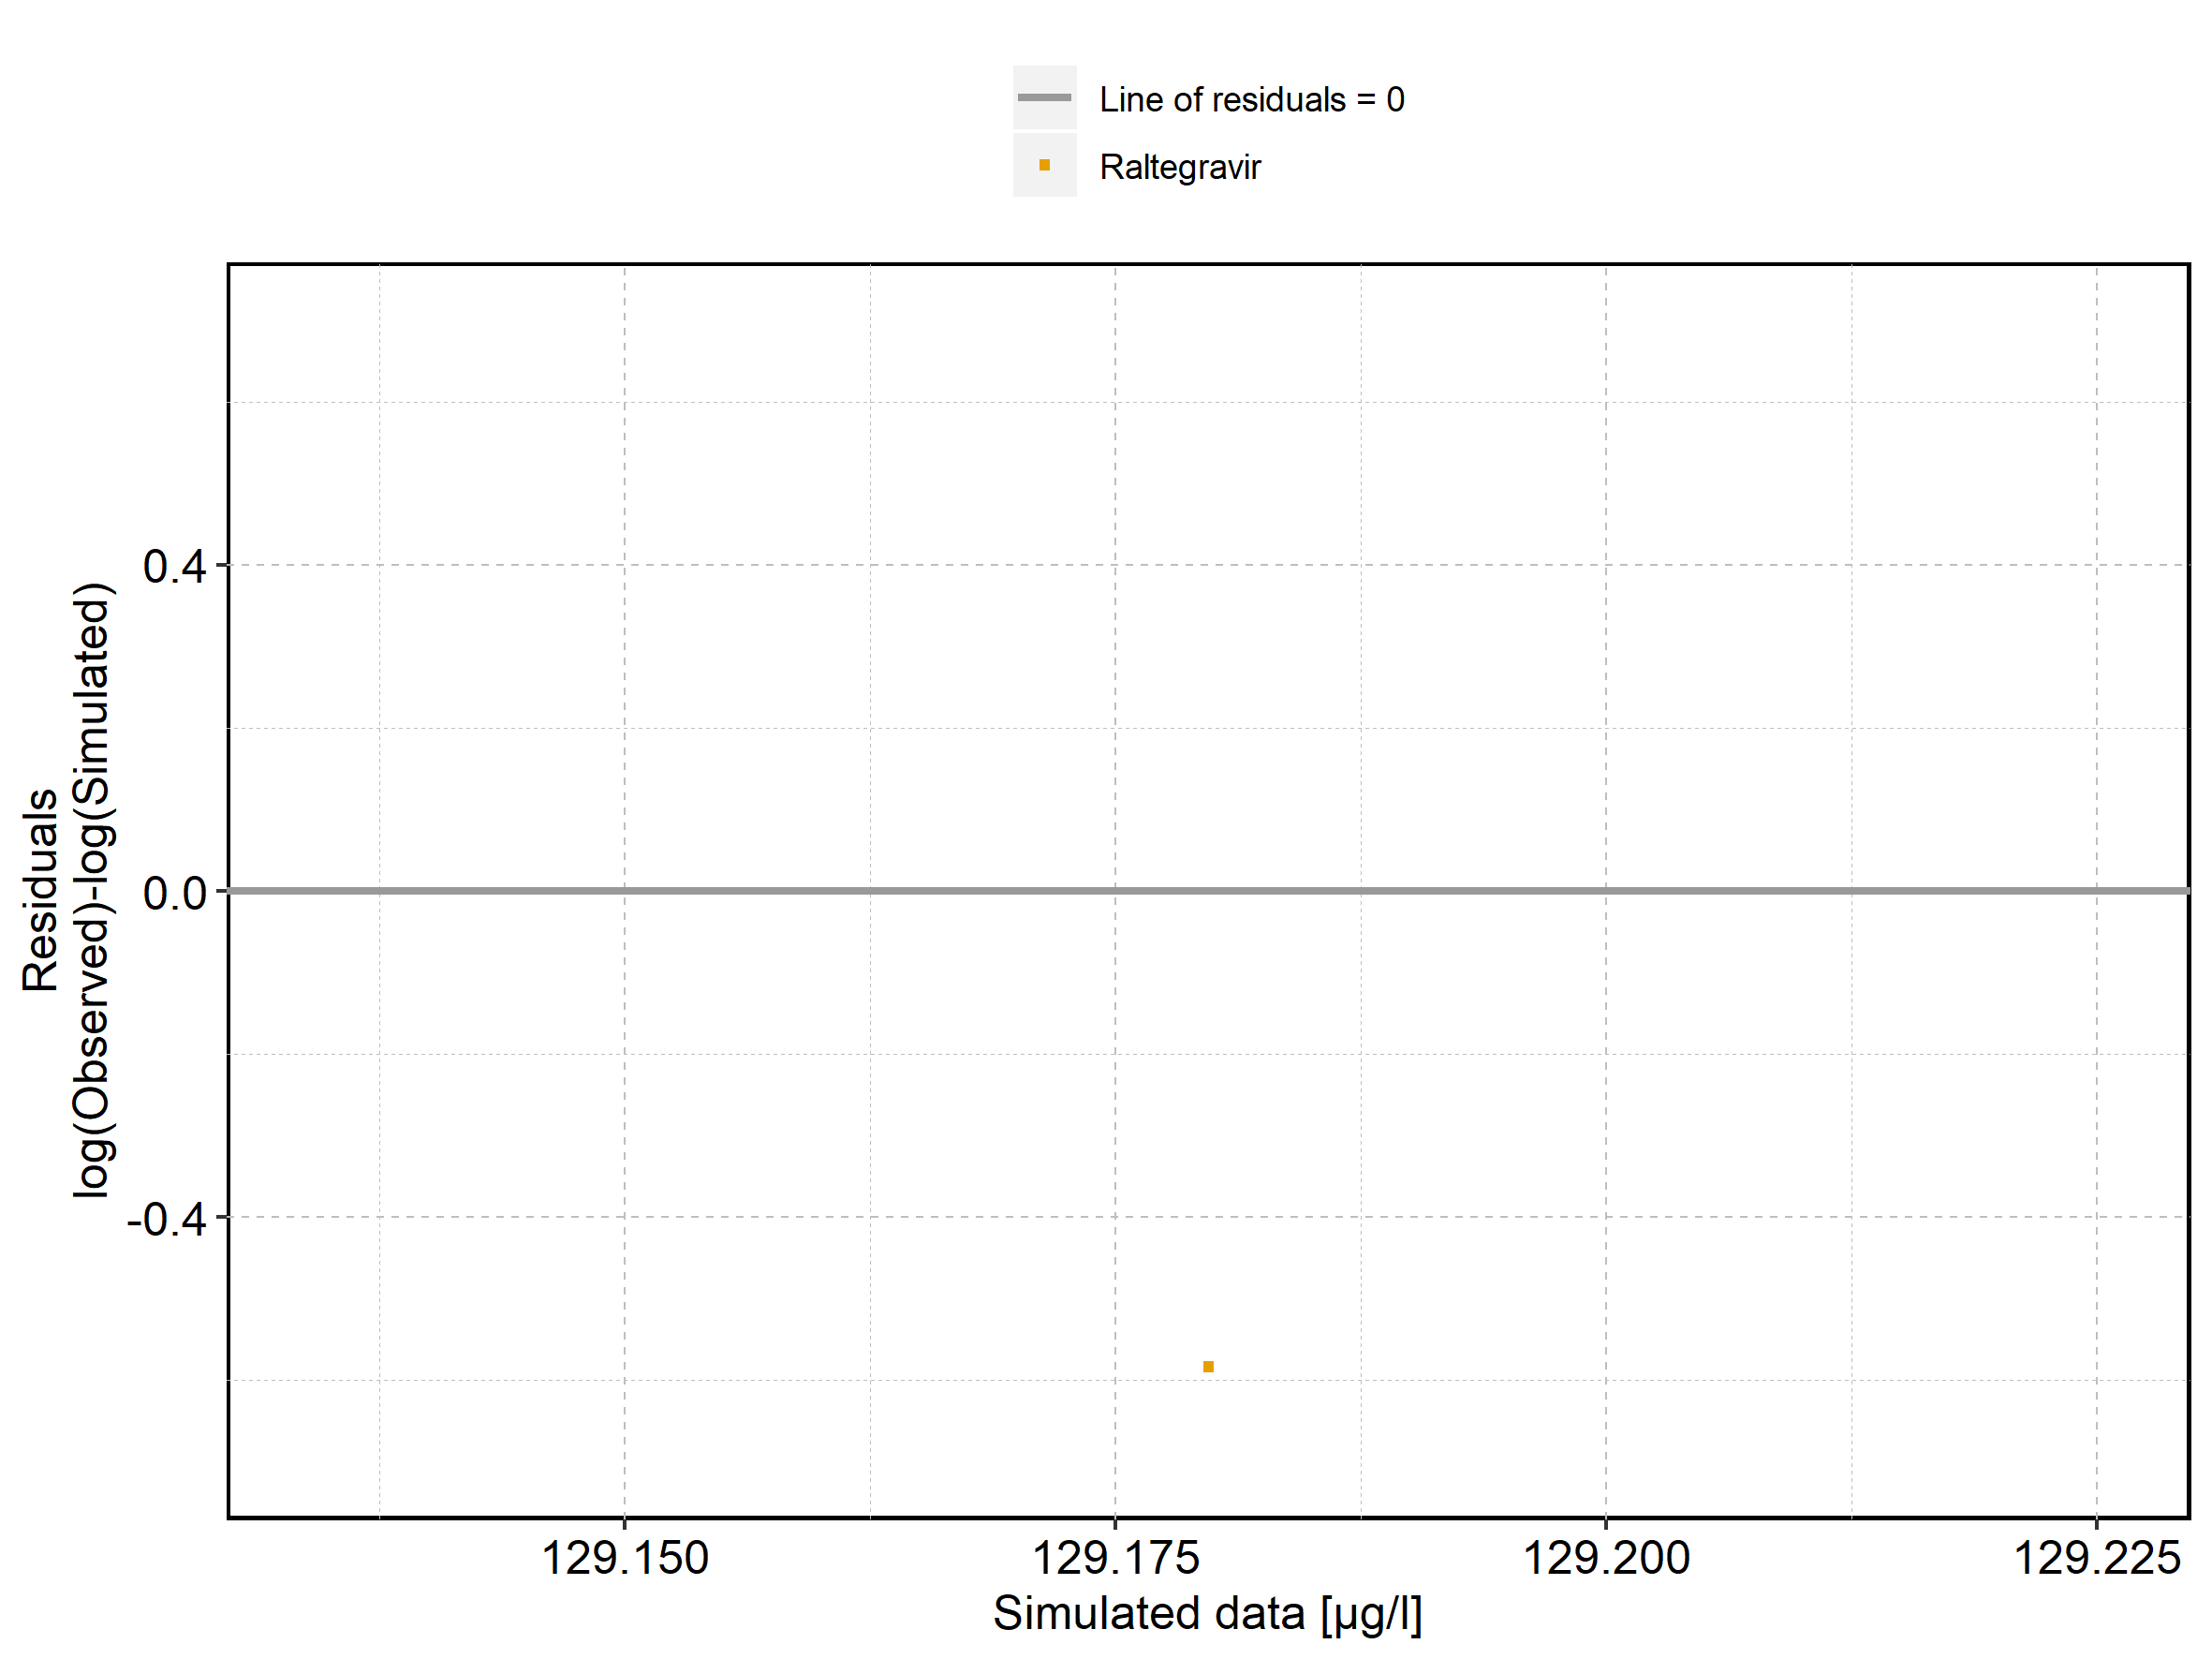 Line of residuals = 0
Raltegravir
Residuals
log(Observed)-log(Simulated)
0.4
0.0
-0.4
129.150
129.175
129.200
129.225
Simulated data [µg/l]